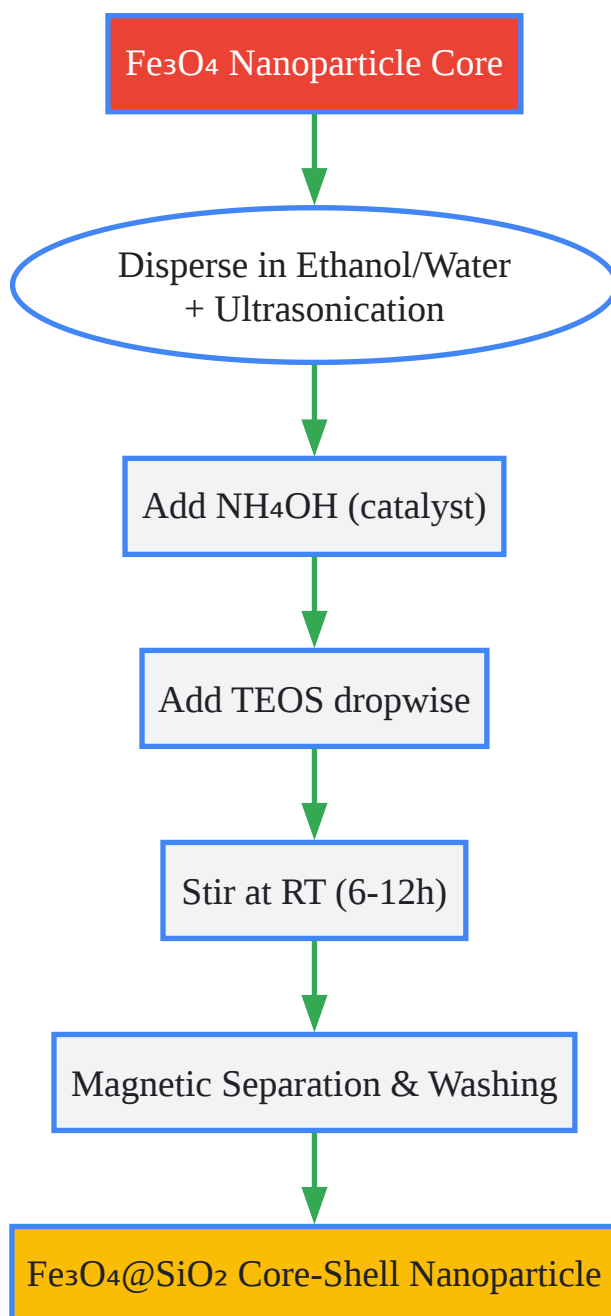 Fe₃O₄ Nanoparticle Core
Disperse in Ethanol/Water
+ Ultrasonication
Add NH₄OH (catalyst)
Add TEOS dropwise
Stir at RT (6-12h)
Magnetic Separation & Washing
Fe₃O₄@SiO₂ Core-Shell Nanoparticle